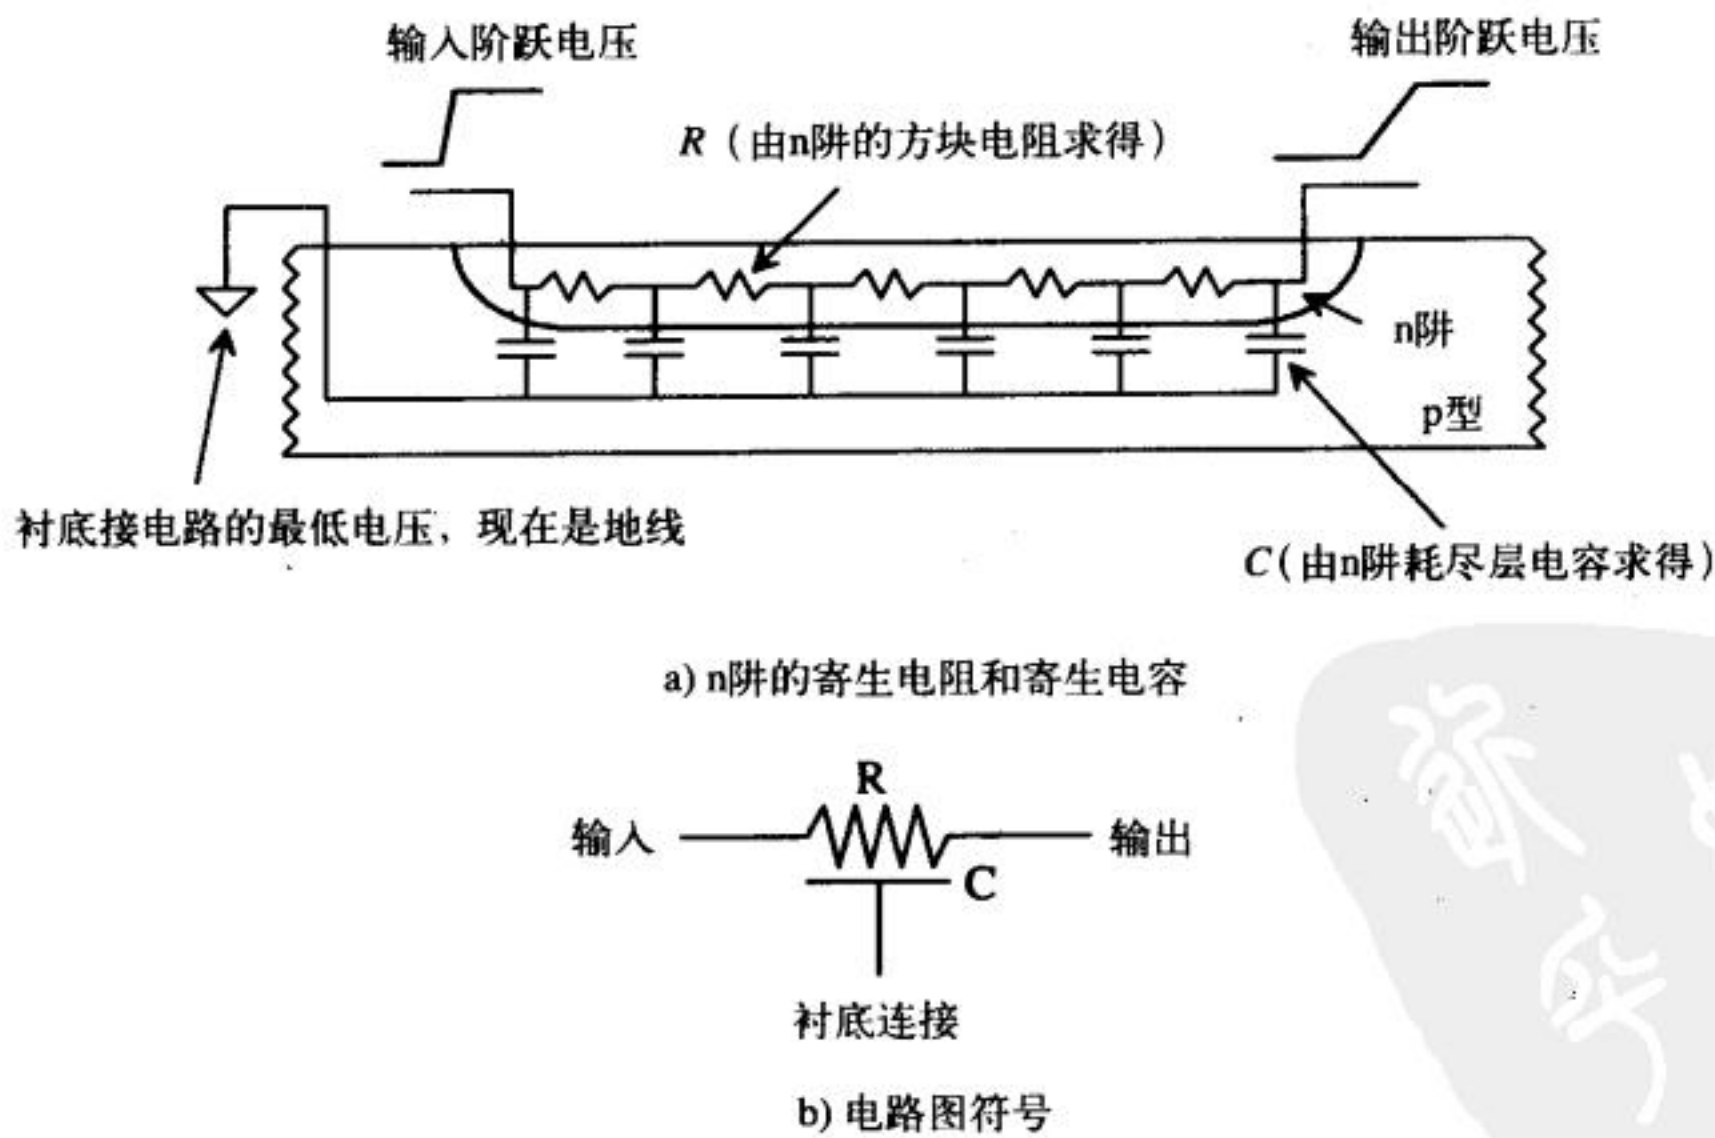 输入阶跃电压
输出阶跃电压
R（由n阱的方块电阻求得）
n阱
p型
衬底接电路的最低电压，现在是地线
C（由n阱耗尽层电容求得）
a) n阱的寄生电阻和寄生电容
R
输入
输出
C
衬底连接
b) 电路图符号